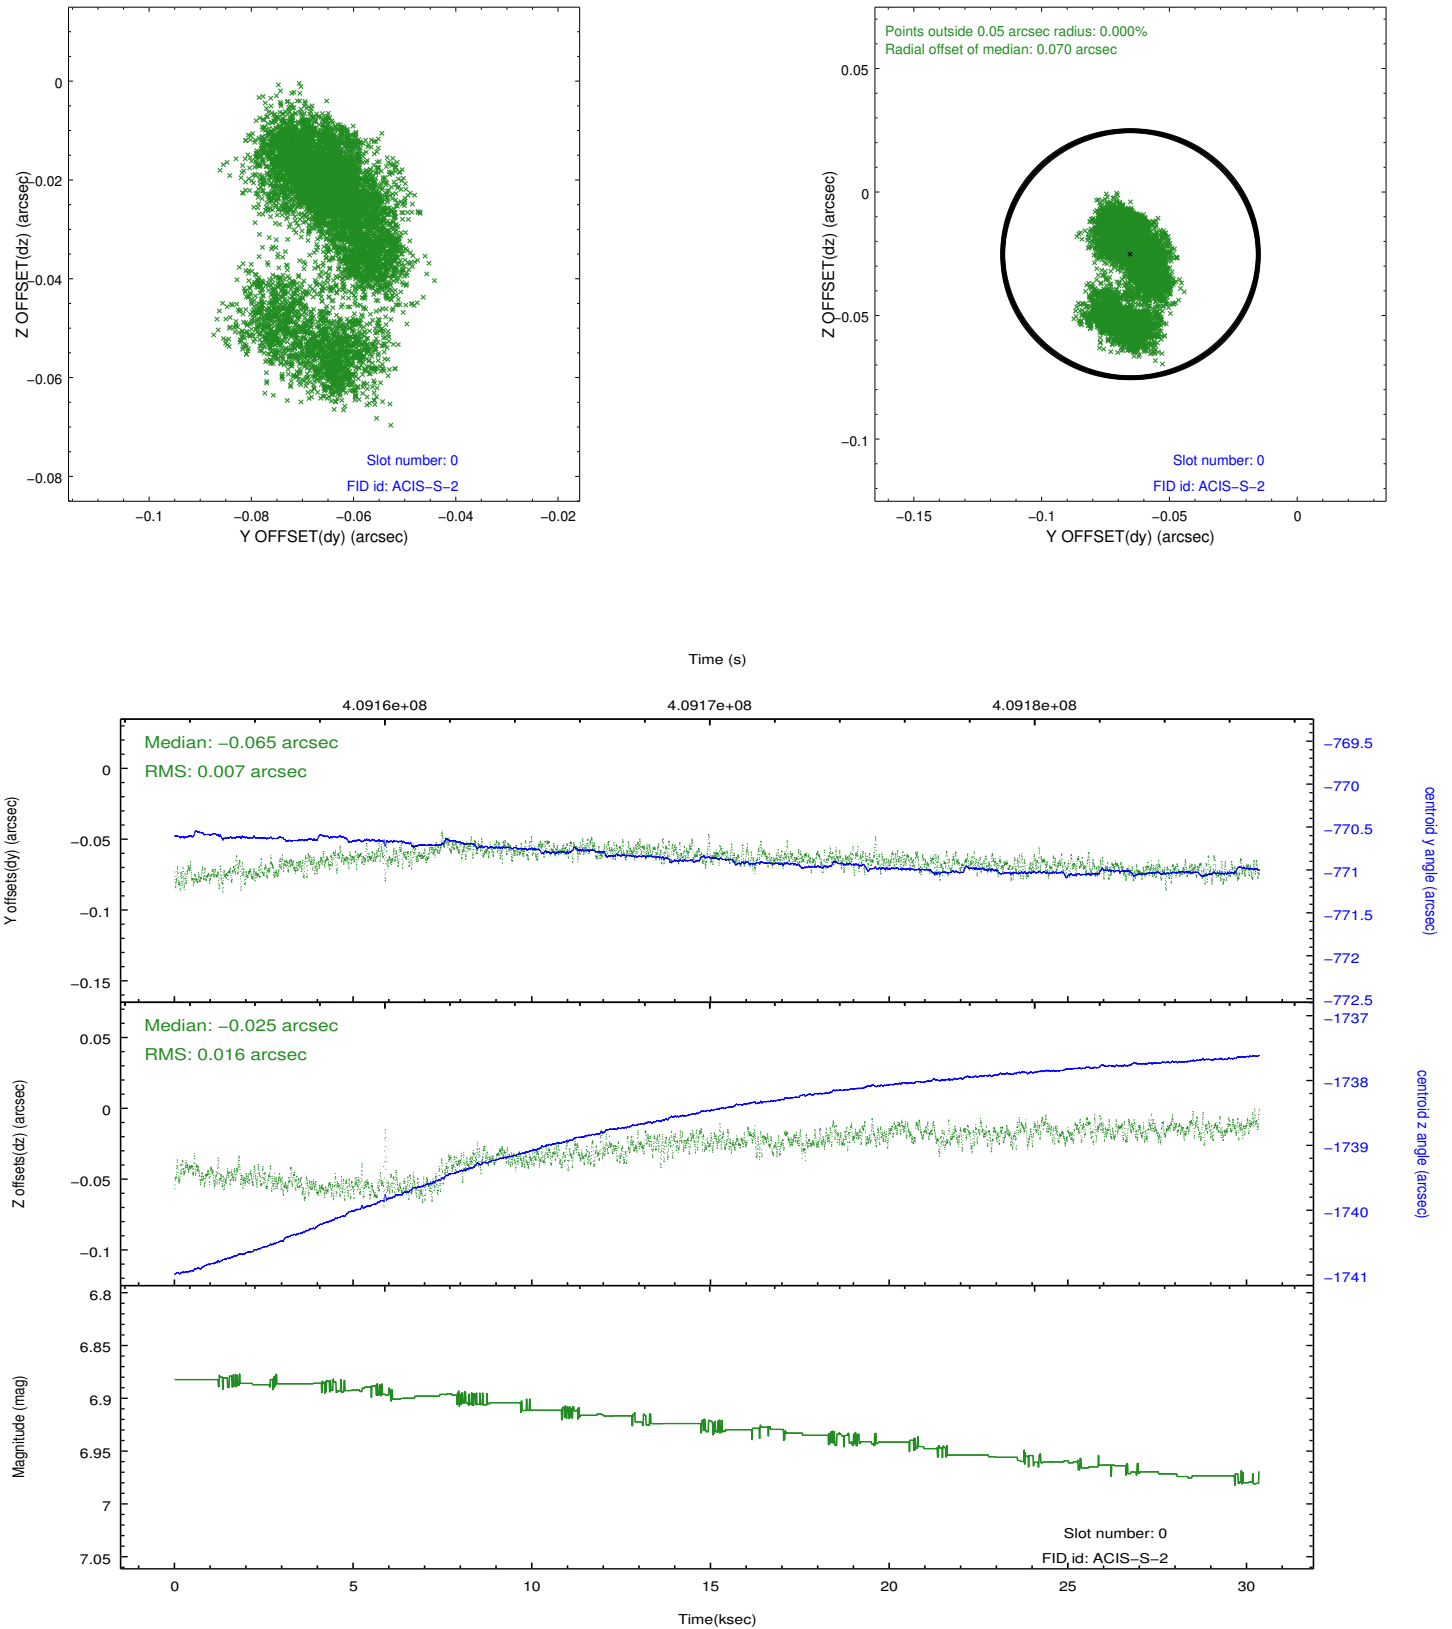 0
−0.02
−0.04
−0.06
−0.08
Z OFFSET(dz) (arcsec)
Slot number: 0
FID id: ACIS−S−2
−0.1 −0.08 −0.06 −0.04 −0.02
Y OFFSET(dy) (arcsec)
Points outside 0.05 arcsec radius: 0.000%
Radial offset of median: 0.070 arcsec
0.05
0
−0.05
−0.1
Z OFFSET(dz) (arcsec)
Slot number: 0
FID id: ACIS−S−2
−0.15 −0.1 −0.05 0
Y OFFSET(dy) (arcsec)
Time (s)
4.0916e+08 4.0917e+08 4.0918e+08
Median: −0.065 arcsec
RMS: 0.007 arcsec
0
−0.05
−0.1
−0.15
Y offsets(dy) (arcsec)
−769.5
−770
−770.5
−771
−771.5
−772
−772.5
centroid y angle (arcsec)
Median: −0.025 arcsec
RMS: 0.016 arcsec
0.05
0
−0.05
−0.1
Z offsets(dz) (arcsec)
−1737
−1738
−1739
−1740
−1741
centroid z angle (arcsec)
6.8
6.85
6.9
6.95
7
7.05
Magnitude (mag)
Slot number: 0
FID id: ACIS−S−2
0 5 10 15 20 25 30
Time(ksec)